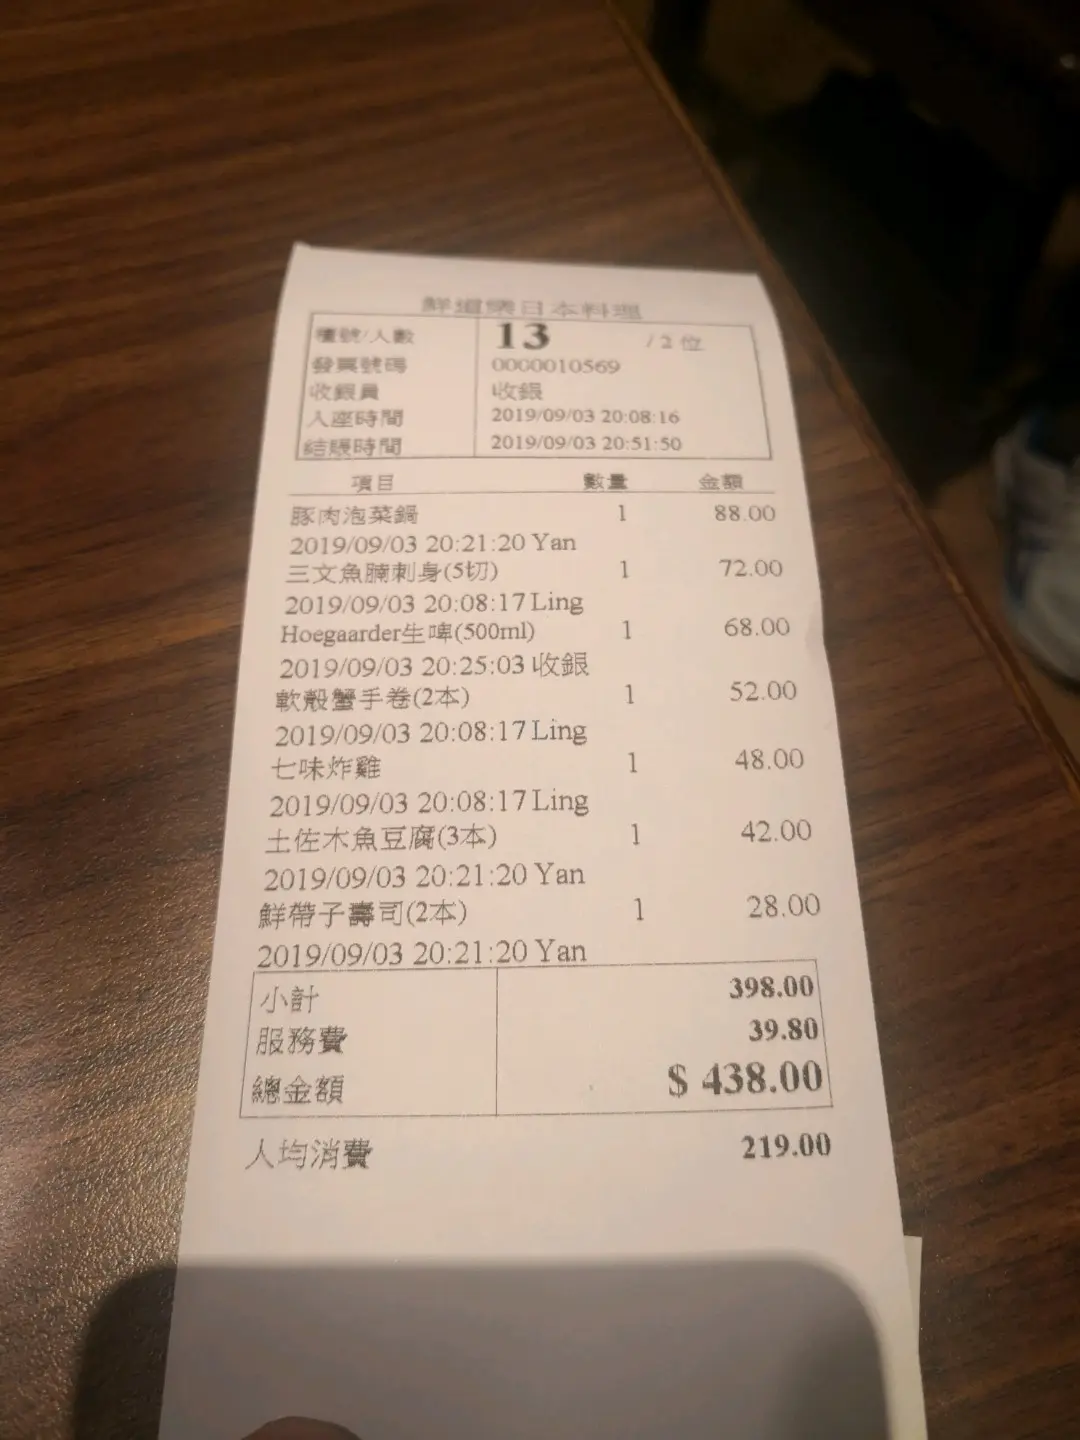 鮮道樂日本料理
檯號/人數 13 /2 位
發票號碼 0000010569
收銀員 收銀
入座時間 2019/09/03 20:08:16
結賬時間 2019/09/03 20:51:50
項目 數量 金額
豚肉泡菜鍋 1 88.00
2019/09/03 20:21:20 Yan
三文魚腩刺身(5切) 1 72.00
2019/09/03 20:08:17 Ling
Hoegaarder生啤(500ml) 1 68.00
2019/09/03 20:25:03 收銀
軟殼蟹手卷(2本) 1 52.00
2019/09/03 20:08:17 Ling
七味炸雞 1 48.00
2019/09/03 20:08:17 Ling
土佐木魚豆腐(3本) 1 42.00
2019/09/03 20:21:20 Yan
鮮帶子壽司(2本) 1 28.00
2019/09/03 20:21:20 Yan
小計 398.00
服務費 39.80
總金額 $ 438.00
人均消費 219.00